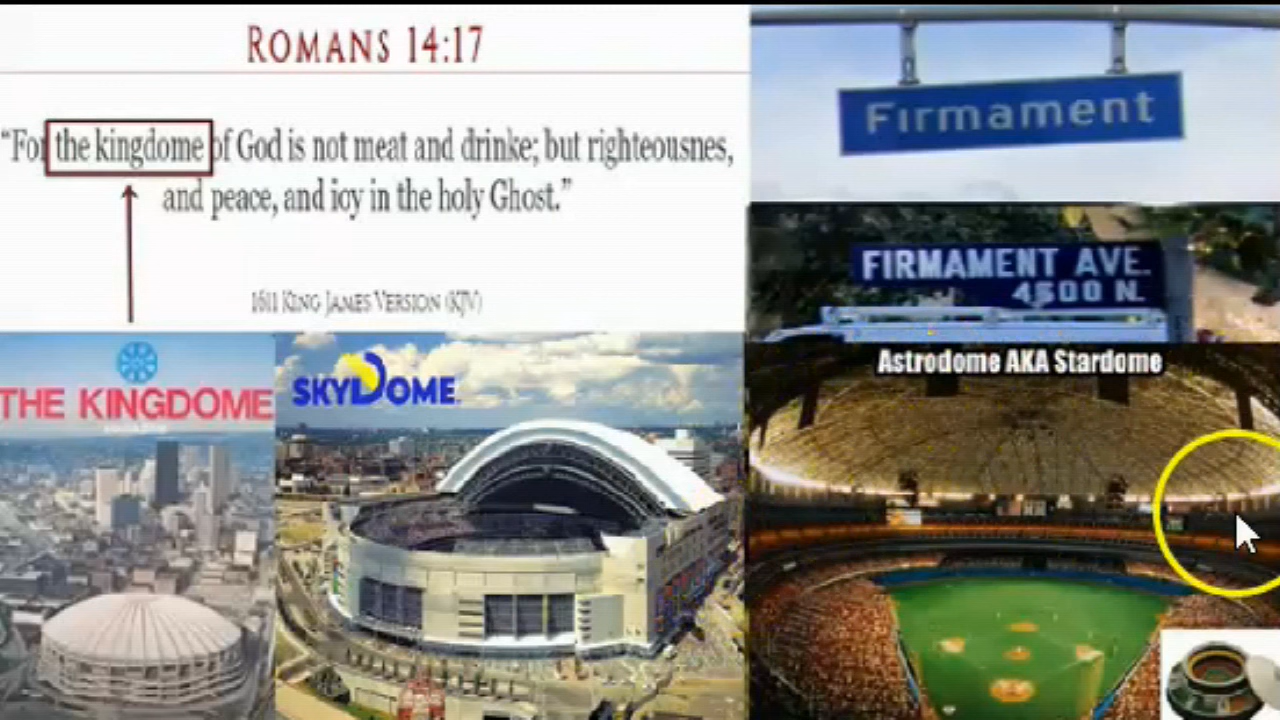 ROMANS 14:17
"For the kingdome of God is not meat and drinke; but righteousnes,
and peace, and ioy in the holy Ghost."
1611 KING JAMES VERSION (KJV)
Firmament
FIRMAMENT AVE.
4500 N.
THE KINGDOME
SKYDOME
Astrodome AKA Stardome